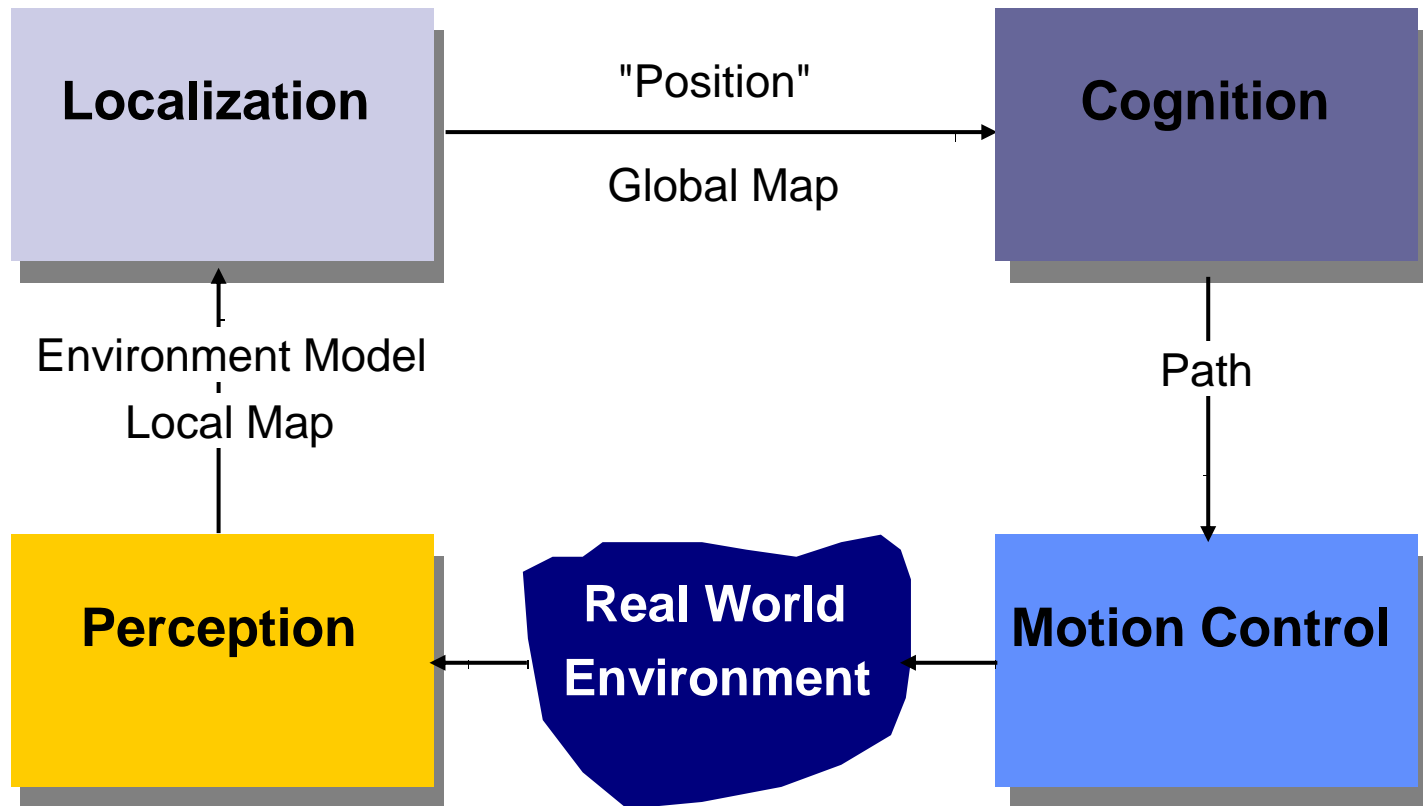 Localization
"Position"
Global Map
Cognition
Environment Model
Local Map
Path
Perception
Real World
Environment
Motion Control